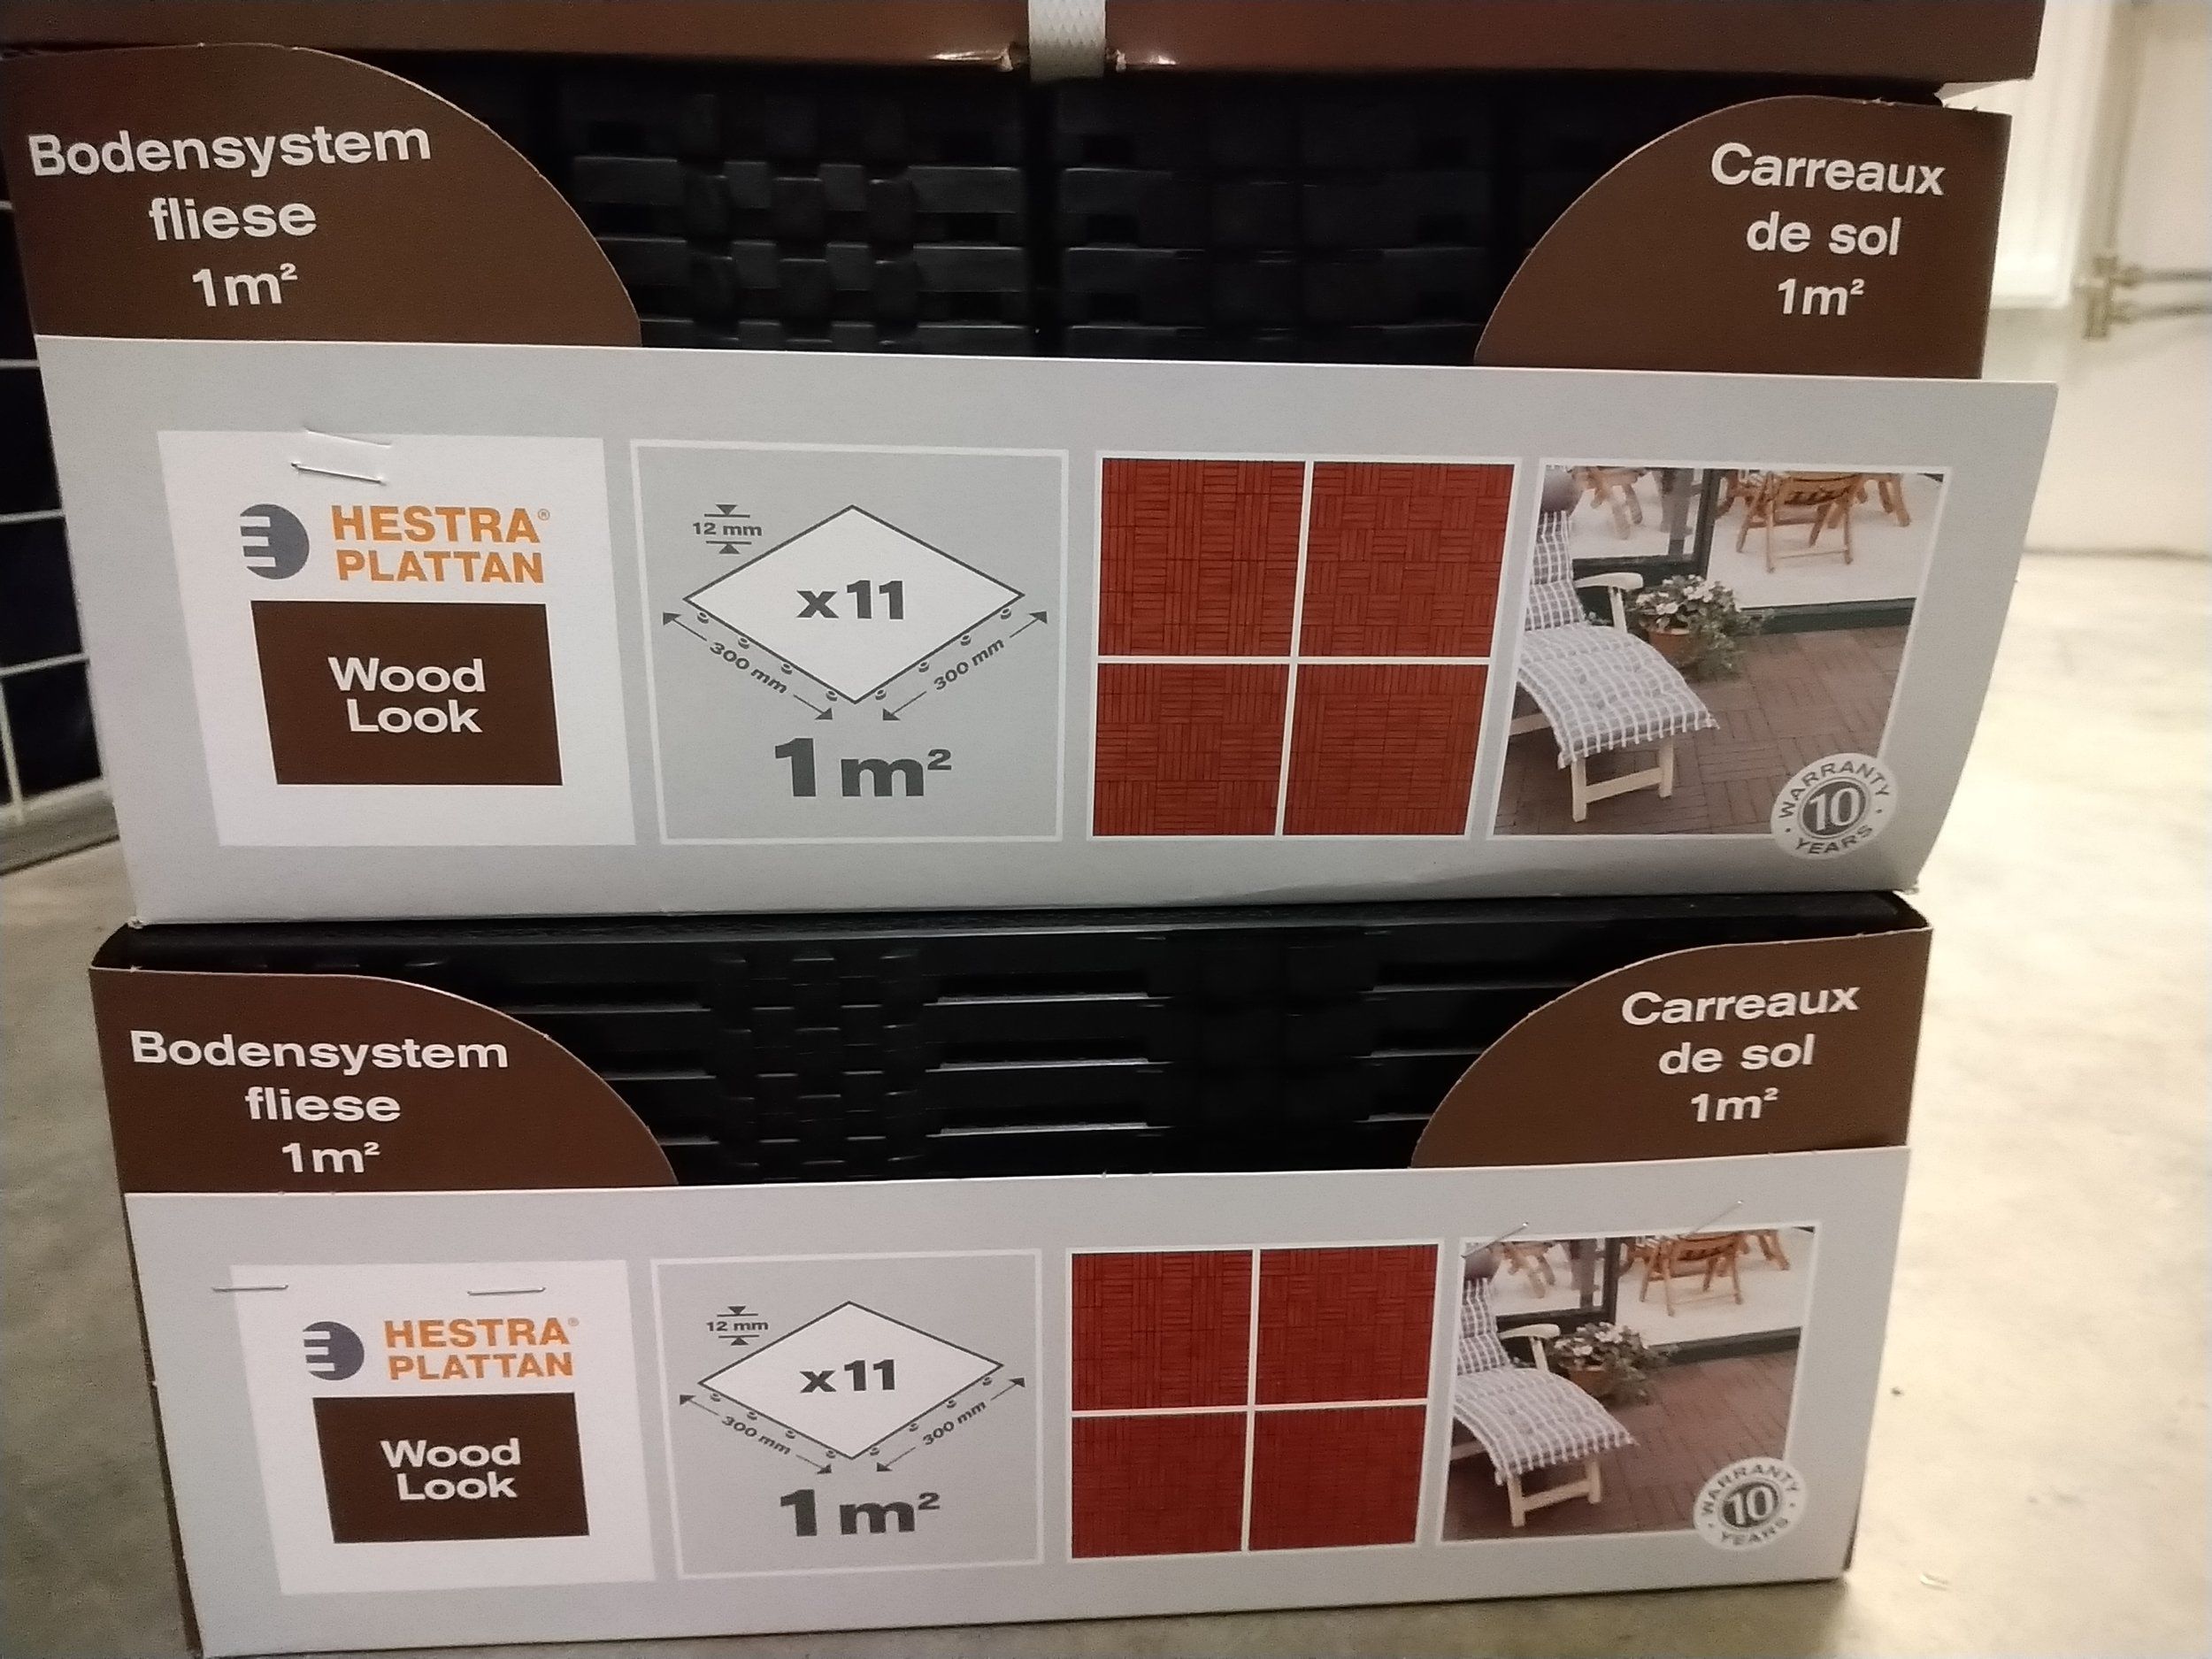 Bodensystem
fliese
1m²
Carreaux
de sol
1m²
HESTRA®
PLATTAN
Wood
Look
12 mm
x11
300 mm
300 mm
1m²
WARRANTY
10
YEARS
Bodensystem
fliese
1m²
Carreaux
de sol
1m²
HESTRA®
PLATTAN
Wood
Look
12 mm
x11
300 mm
300 mm
1m²
WARRANTY
10
YEARS